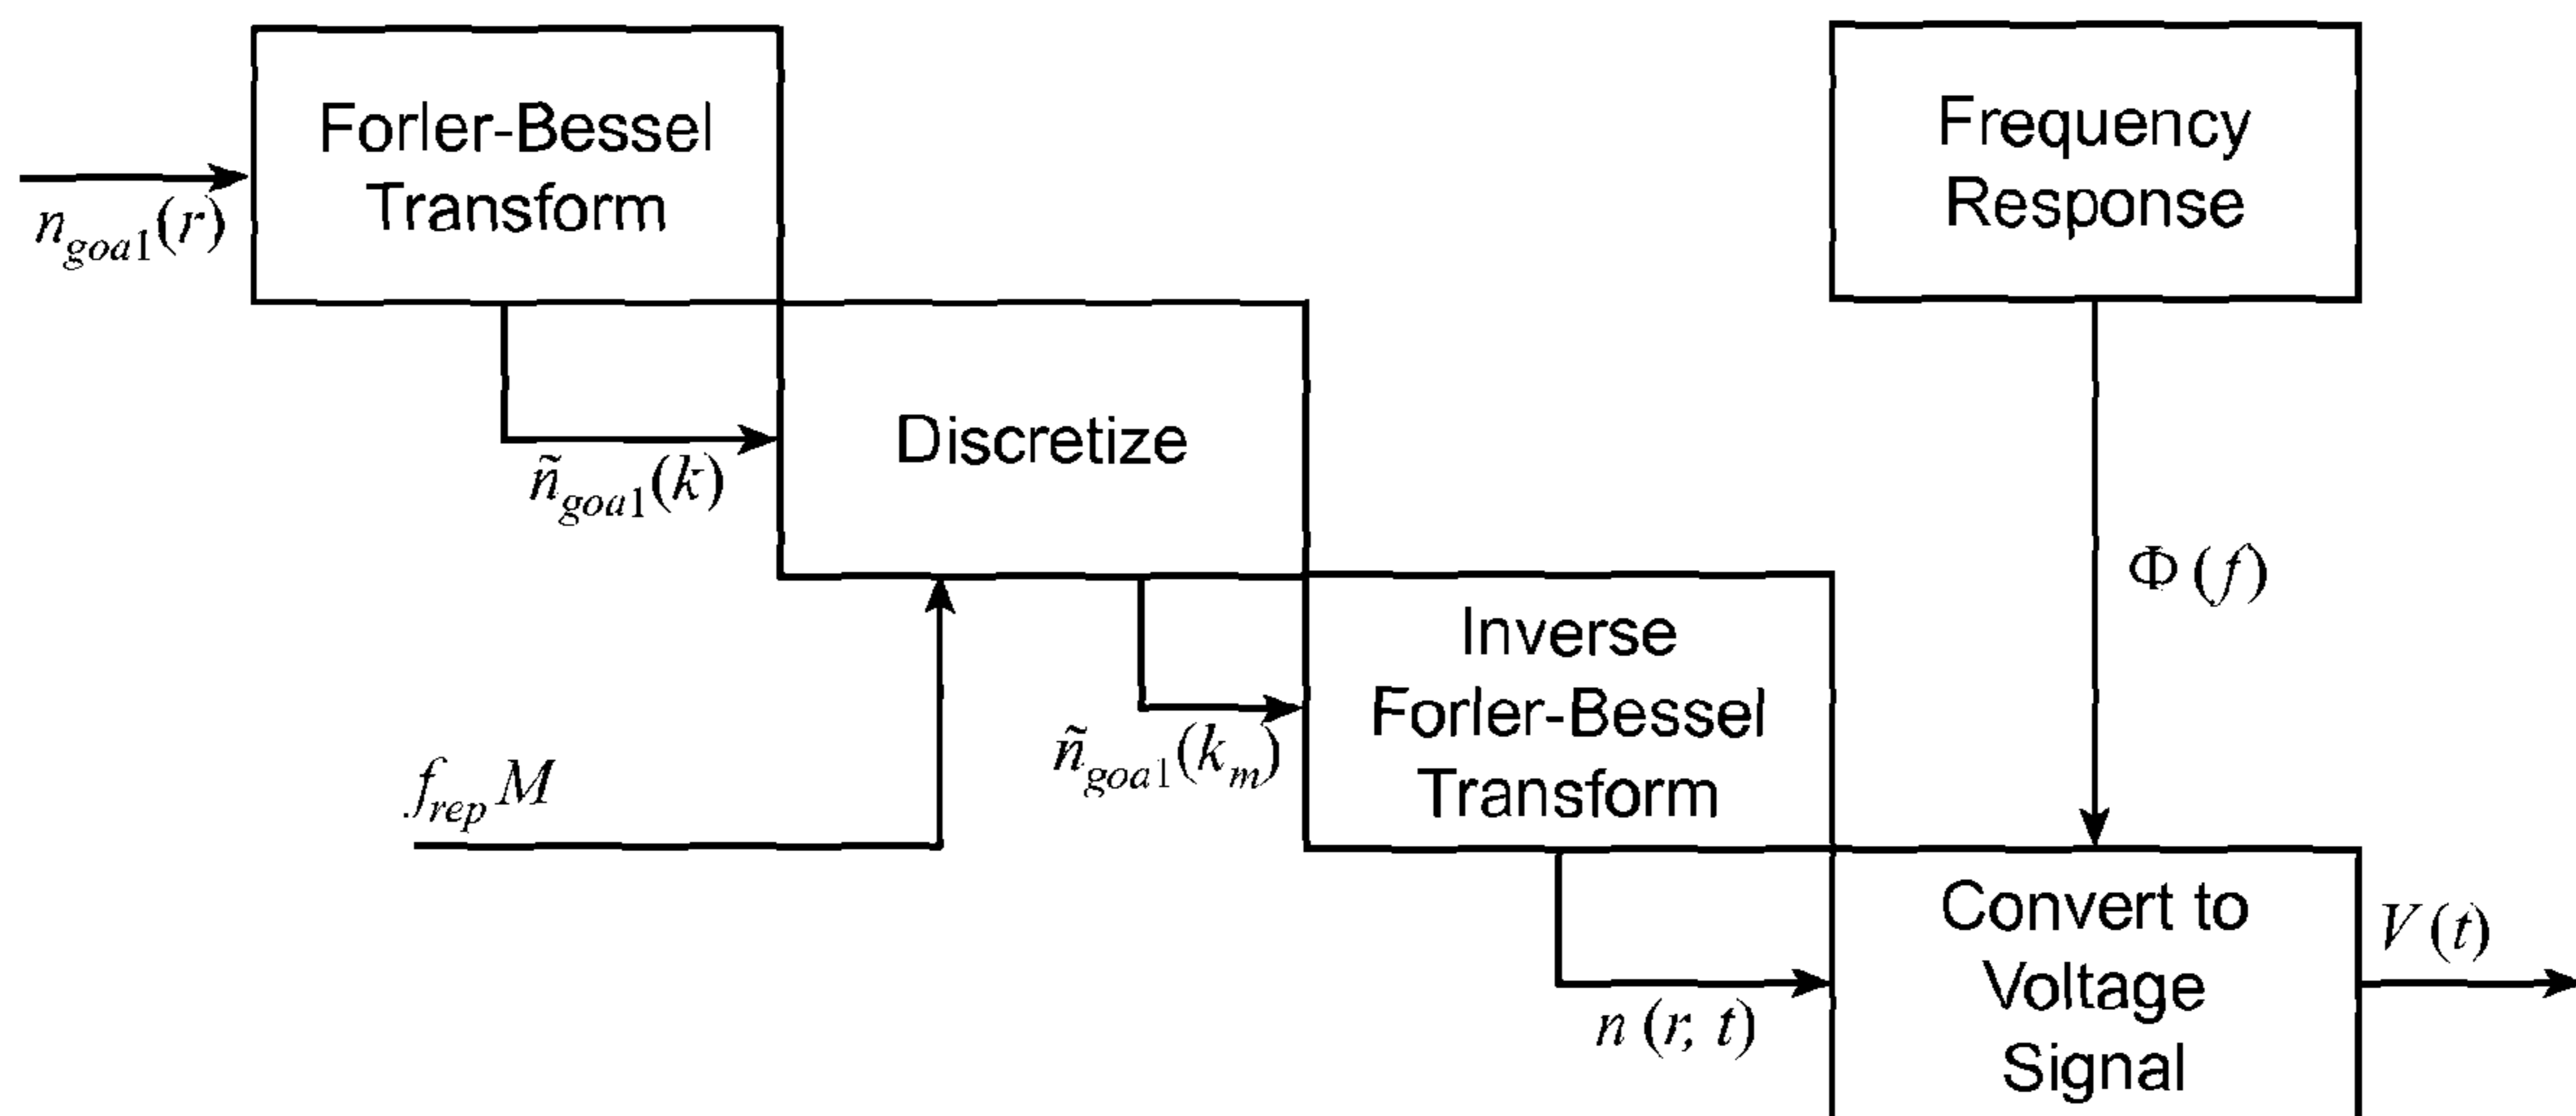 Forler-Bessel
Transform
n_goa1(r)
Frequency
Response
Discretize
ñ_goa1(k)
Φ (f)
Inverse
Forler-Bessel
Transform
ñ_goa1(k_m)
f_rep M
Convert to
Voltage
Signal
V (t)
n (r, t)